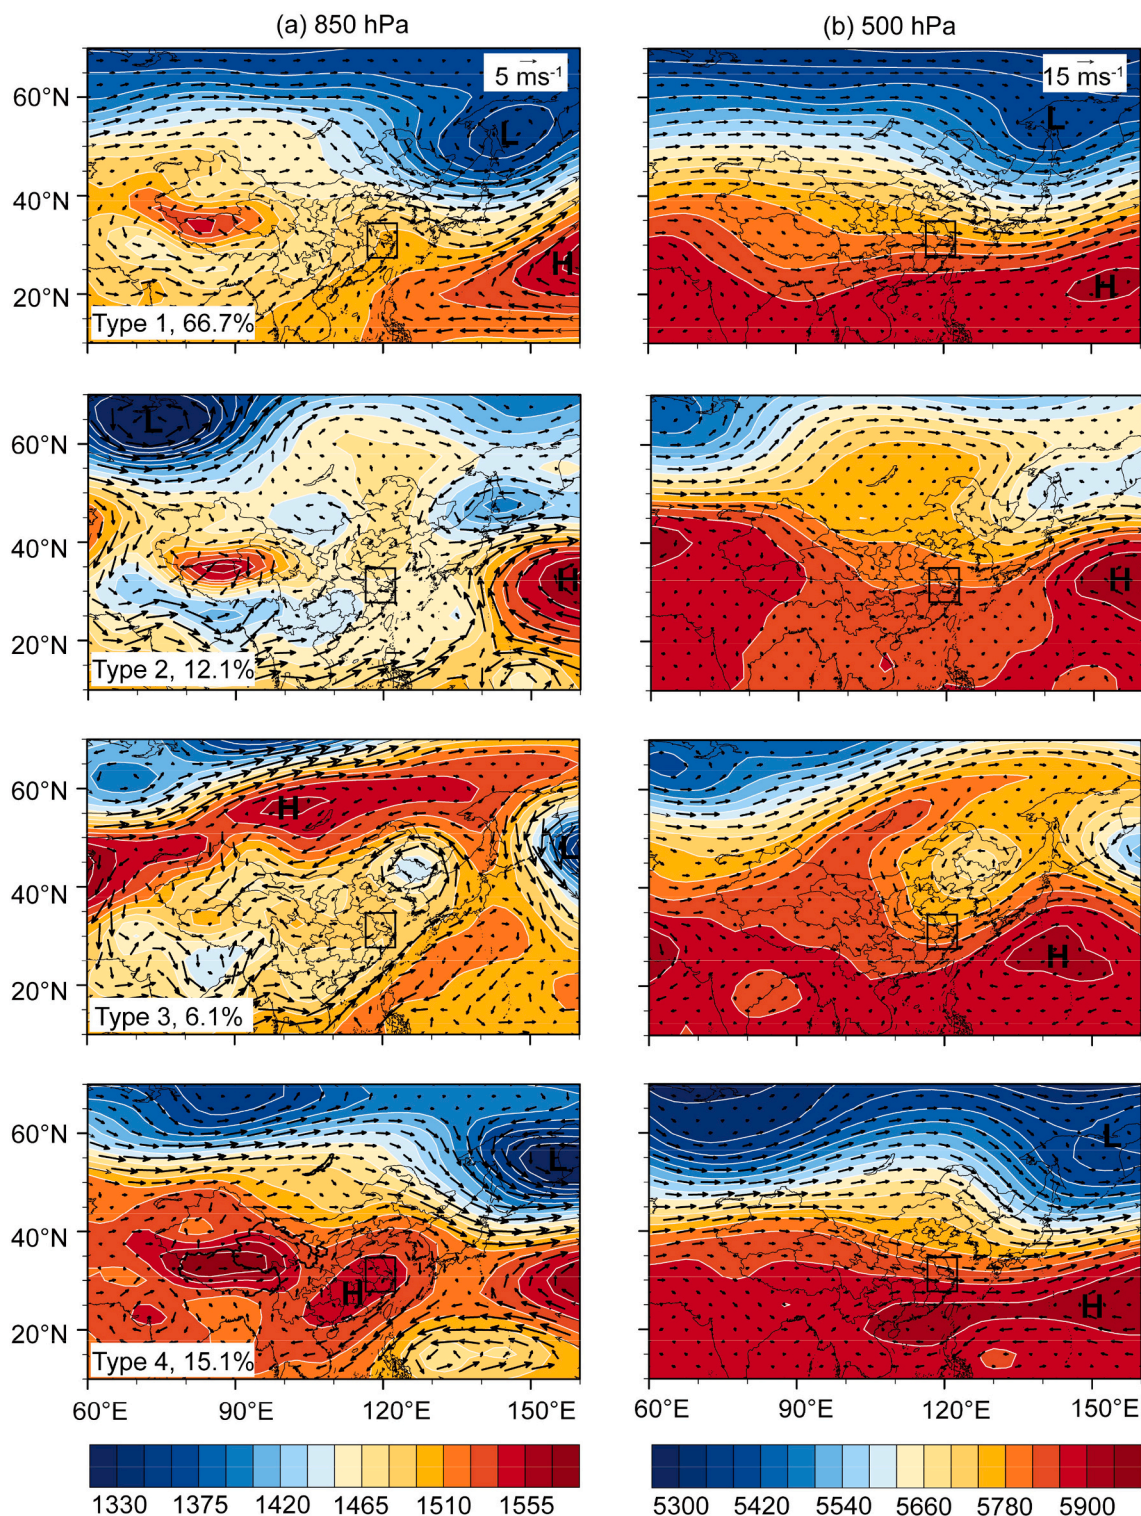 (a) 850 hPa (b) 500 hPa
5 ms⁻¹ 15 ms⁻¹
60°N
L L
40°N
H H
20°N
Type 1, 66.7%
L
60°N
40°N
H H
20°N
Type 2, 12.1%
60°N
H
L
40°N
H
20°N
Type 3, 6.1%
60°N
L L
40°N
H H
20°N
Type 4, 15.1%
60°E 90°E 120°E 150°E 60°E 90°E 120°E 150°E
1330 1375 1420 1465 1510 1555 5300 5420 5540 5660 5780 5900